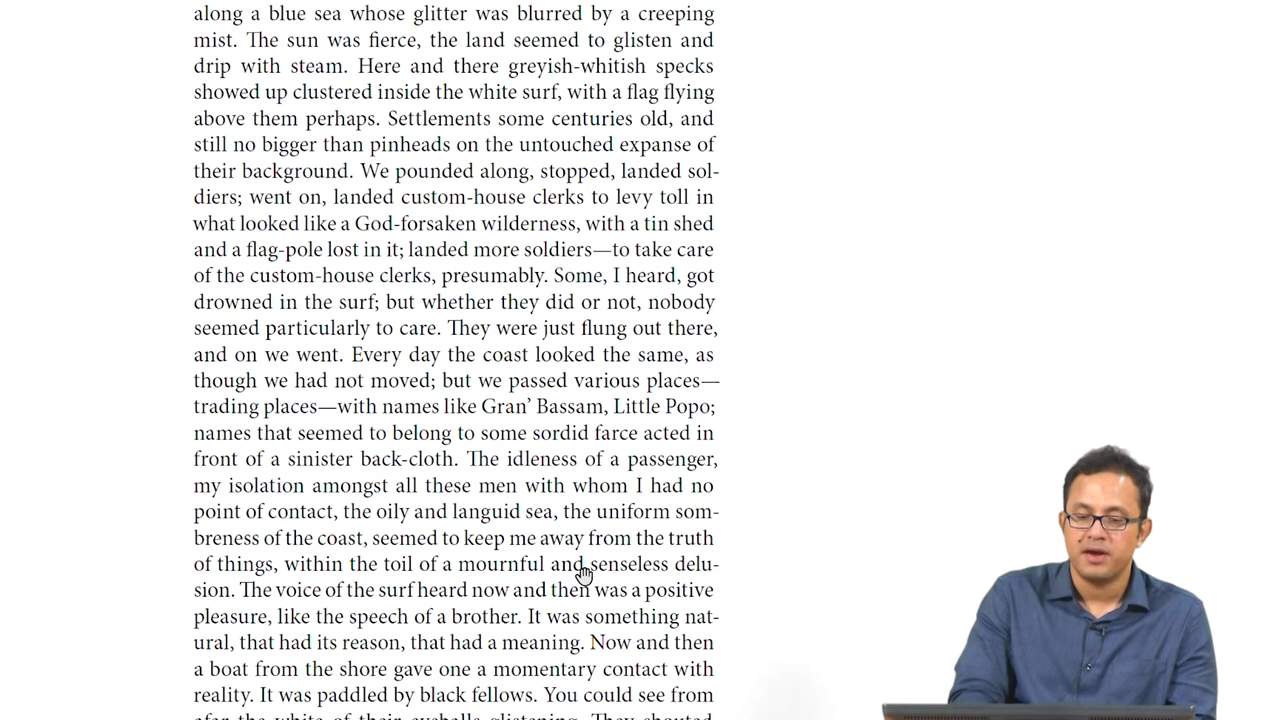 along a blue sea whose glitter was blurred by a creeping
mist. The sun was fierce, the land seemed to glisten and
drip with steam. Here and there greyish-whitish specks
showed up clustered inside the white surf, with a flag flying
above them perhaps. Settlements some centuries old, and
still no bigger than pinheads on the untouched expanse of
their background. We pounded along, stopped, landed sol-
diers; went on, landed custom-house clerks to levy toll in
what looked like a God-forsaken wilderness, with a tin shed
and a flag-pole lost in it; landed more soldiers—to take care
of the custom-house clerks, presumably. Some, I heard, got
drowned in the surf; but whether they did or not, nobody
seemed particularly to care. They were just flung out there,
and on we went. Every day the coast looked the same, as
though we had not moved; but we passed various places—
trading places—with names like Gran' Bassam, Little Popo;
names that seemed to belong to some sordid farce acted in
front of a sinister back-cloth. The idleness of a passenger,
my isolation amongst all these men with whom I had no
point of contact, the oily and languid sea, the uniform som-
breness of the coast, seemed to keep me away from the truth
of things, within the toil of a mournful and senseless delu-
sion. The voice of the surf heard now and then was a positive
pleasure, like the speech of a brother. It was something nat-
ural, that had its reason, that had a meaning. Now and then
a boat from the shore gave one a momentary contact with
reality. It was paddled by black fellows. You could see from
afar the white of their eyeballs glistening. They shouted